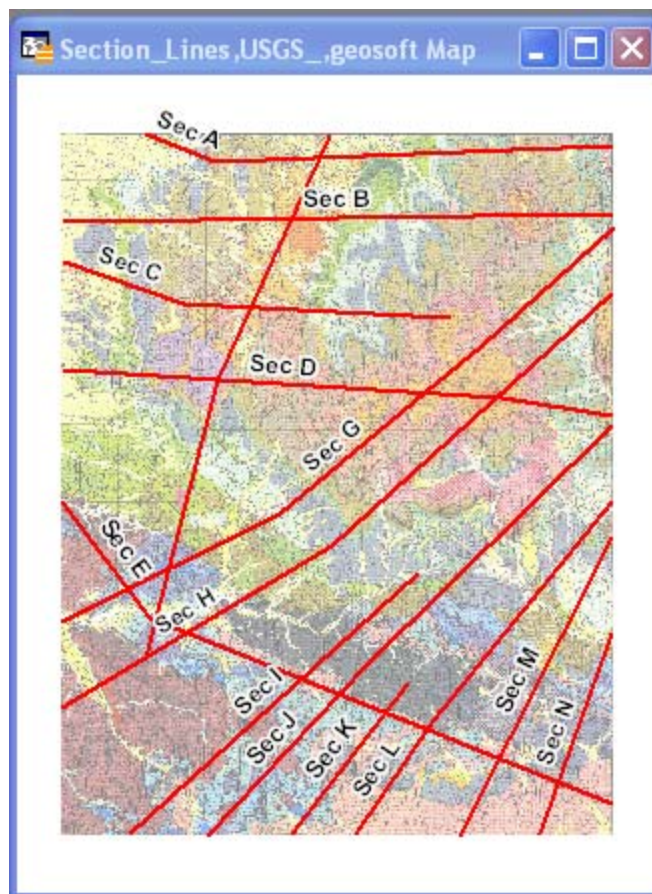 Section_Lines,USGS_,geosoft Map
Sec A
Sec B
Sec C
Sec D
Sec G
Sec E
Sec H
Sec I
Sec J
Sec K
Sec L
Sec M
Sec N